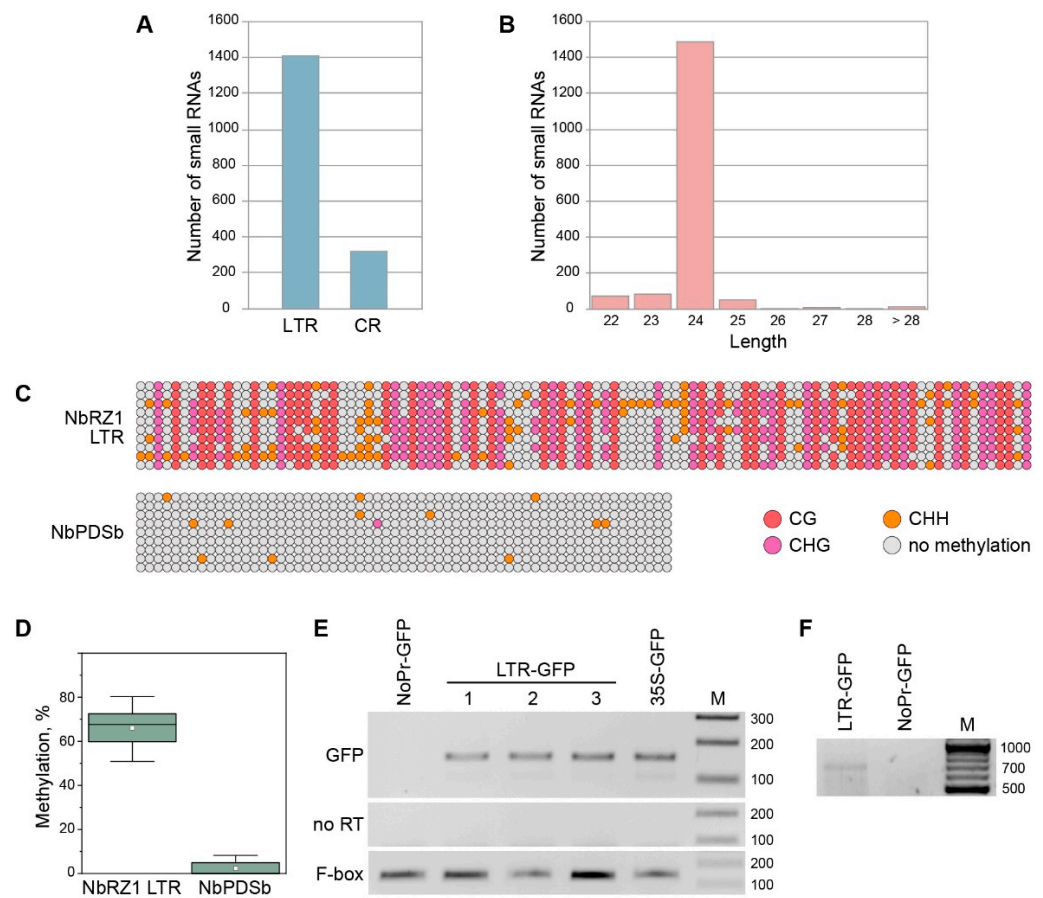 A
Number of small RNAs
1600
1400
1200
1000
800
600
400
200
0
LTR CR
B
Number of small RNAs
1600
1400
1200
1000
800
600
400
200
0
22 23 24 25 26 27 28 > 28
Length
C
NbRZ1
LTR
NbPDSb
CG CHH
CHG no methylation
D
Methylation, %
80
60
40
20
0
NbRZ1 LTR NbPDSb
E
NoPr-GFP
LTR-GFP
1 2 3
35S-GFP
M
GFP
300
200
100
no RT
200
100
F-box
200
100
F
LTR-GFP
NoPr-GFP
M
1000
700
500